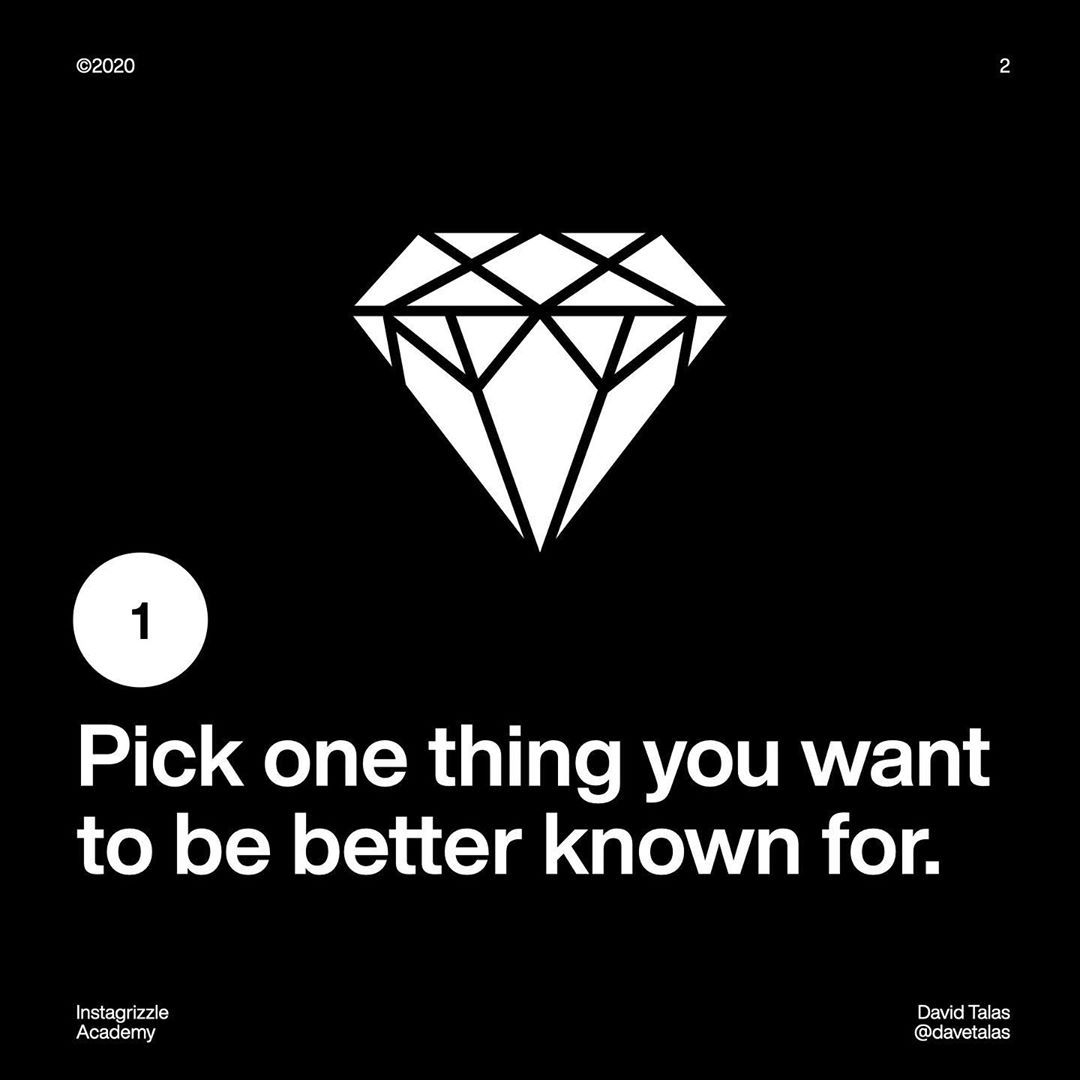 ©2020
2
1
Pick one thing you want
to be better known for.
Instagrizzle
Academy
David Talas
@davetalas